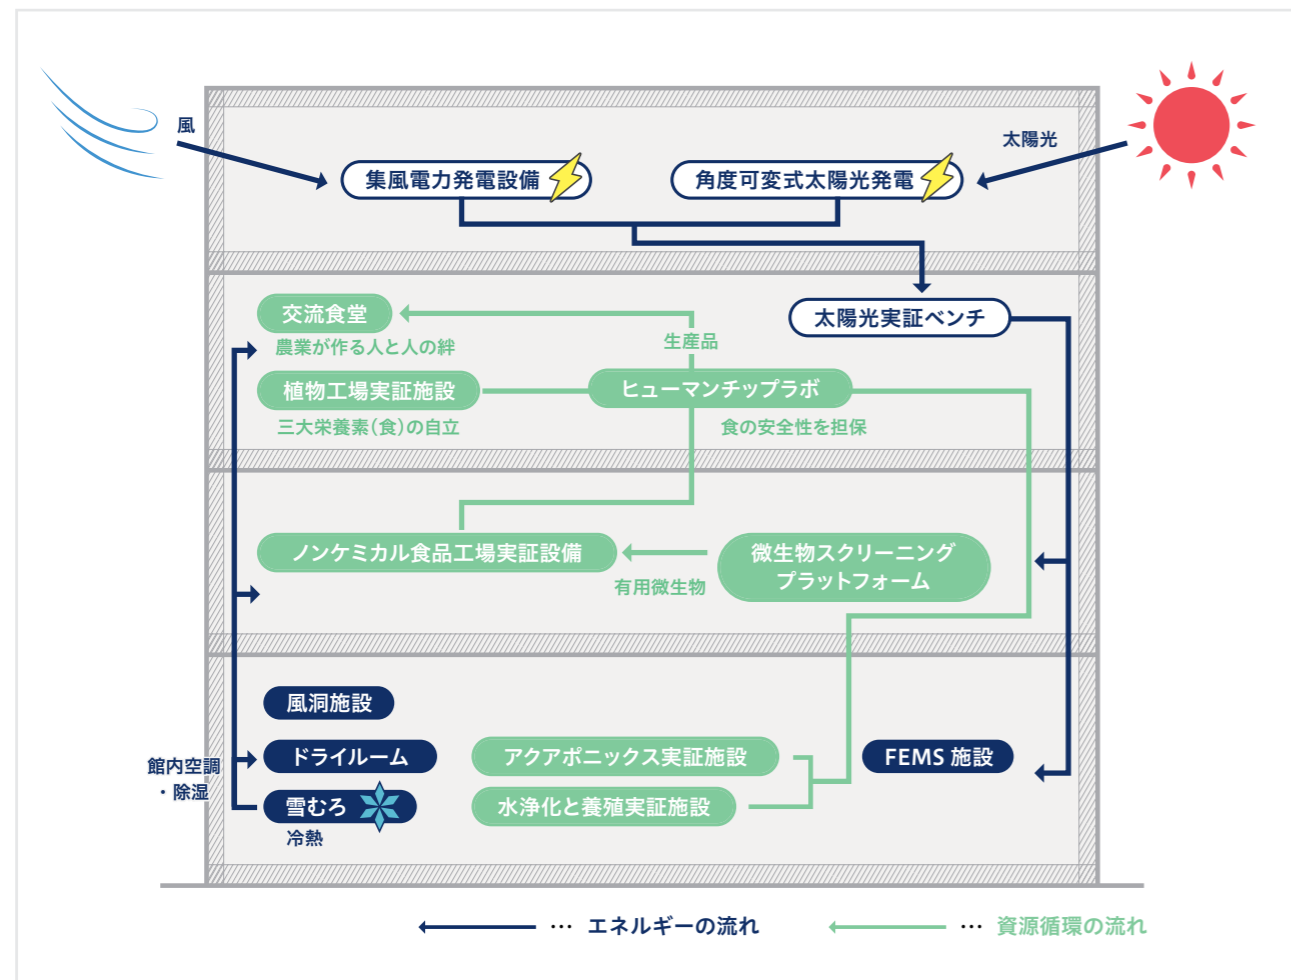 風
太陽光
集風電力発電設備
角度可変式太陽光発電
交流食堂
農業が作る人と人の絆
生産品
太陽光実証ベンチ
植物工場実証施設
三大栄養素(食)の自立
ヒューマンチップラボ
食の安全性を担保
ノンケミカル食品工場実証設備
有用微生物
微生物スクリーニング
プラットフォーム
風洞施設
館内空調
・除湿
ドライルーム
アクアポニックス実証施設
FEMS 施設
雪むろ
冷熱
水浄化と養殖実証施設
… エネルギーの流れ
… 資源循環の流れ